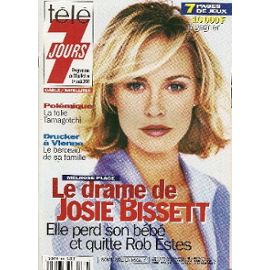 télé
7
JOURS
7 PAGES
DE JEUX
10 000 F
CÂBLE / SATELLITES
Polémique
La folie
Tamagotchi
Drucker
à Vienne
Le berceau
de sa famille
MELROSE PLACE
Le drame de
JOSIE BISSETT
Elle perd son bébé
et quitte Rob Estes